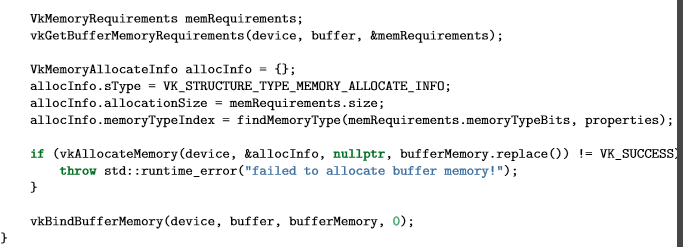 VkMemoryRequirements memRequirements;
vkGetBufferMemoryRequirements(device, buffer, &memRequirements);
VkMemoryAllocateInfo allocInfo = {};
allocInfo.sType = VK_STRUCTURE_TYPE_MEMORY_ALLOCATE_INFO;
allocInfo.allocationSize = memRequirements.size;
allocInfo.memoryTypeIndex = findMemoryType(memRequirements.memoryTypeBits, properties);
if (vkAllocateMemory(device, &allocInfo, nullptr, bufferMemory.replace()) != VK_SUCCESS)
throw std::runtime_error("failed to allocate buffer memory!");
}
vkBindBufferMemory(device, buffer, bufferMemory, 0);
}